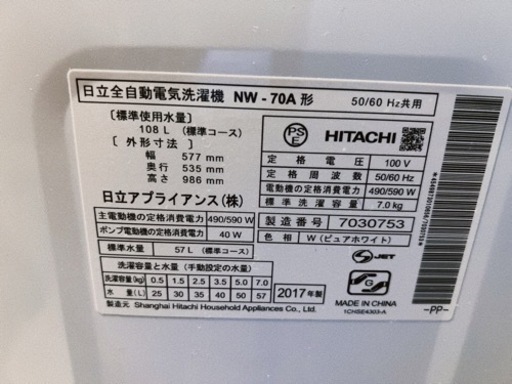 日立全自動電気洗濯機 NW-70A 形 50/60 Hz共用
〔標準使用水量〕
108 L (標準コース)
〔 外 形 寸 法 〕
幅 577 mm
奥行 535 mm
高さ 986 mm
日立アプライアンス(株)
PS
E
HITACHI
定格電圧 100 V
定格周波数 50/60 Hz
電動機の定格消費電力 490/590 W
標準洗濯容量 7.0 kg
主電動機の定格消費電力 490/590 W
ポンプ電動機の定格消費電力 40 W
標準水量 57 L (標準コース)
製造番号 7030753
色柄 W (ピュアホワイト)
洗濯容量と水量 (手動設定の水量)
洗濯容量(kg) 0.5 1.5 2.5 3.5 5.0 7.0
水量(L) 25 30 35 40 50 57
2017年製
S JET
G
MADE IN CHINA
1CHSE4303-A
製造元 Shanghai Hitachi Household Appliances Co., Ltd.
-PP-